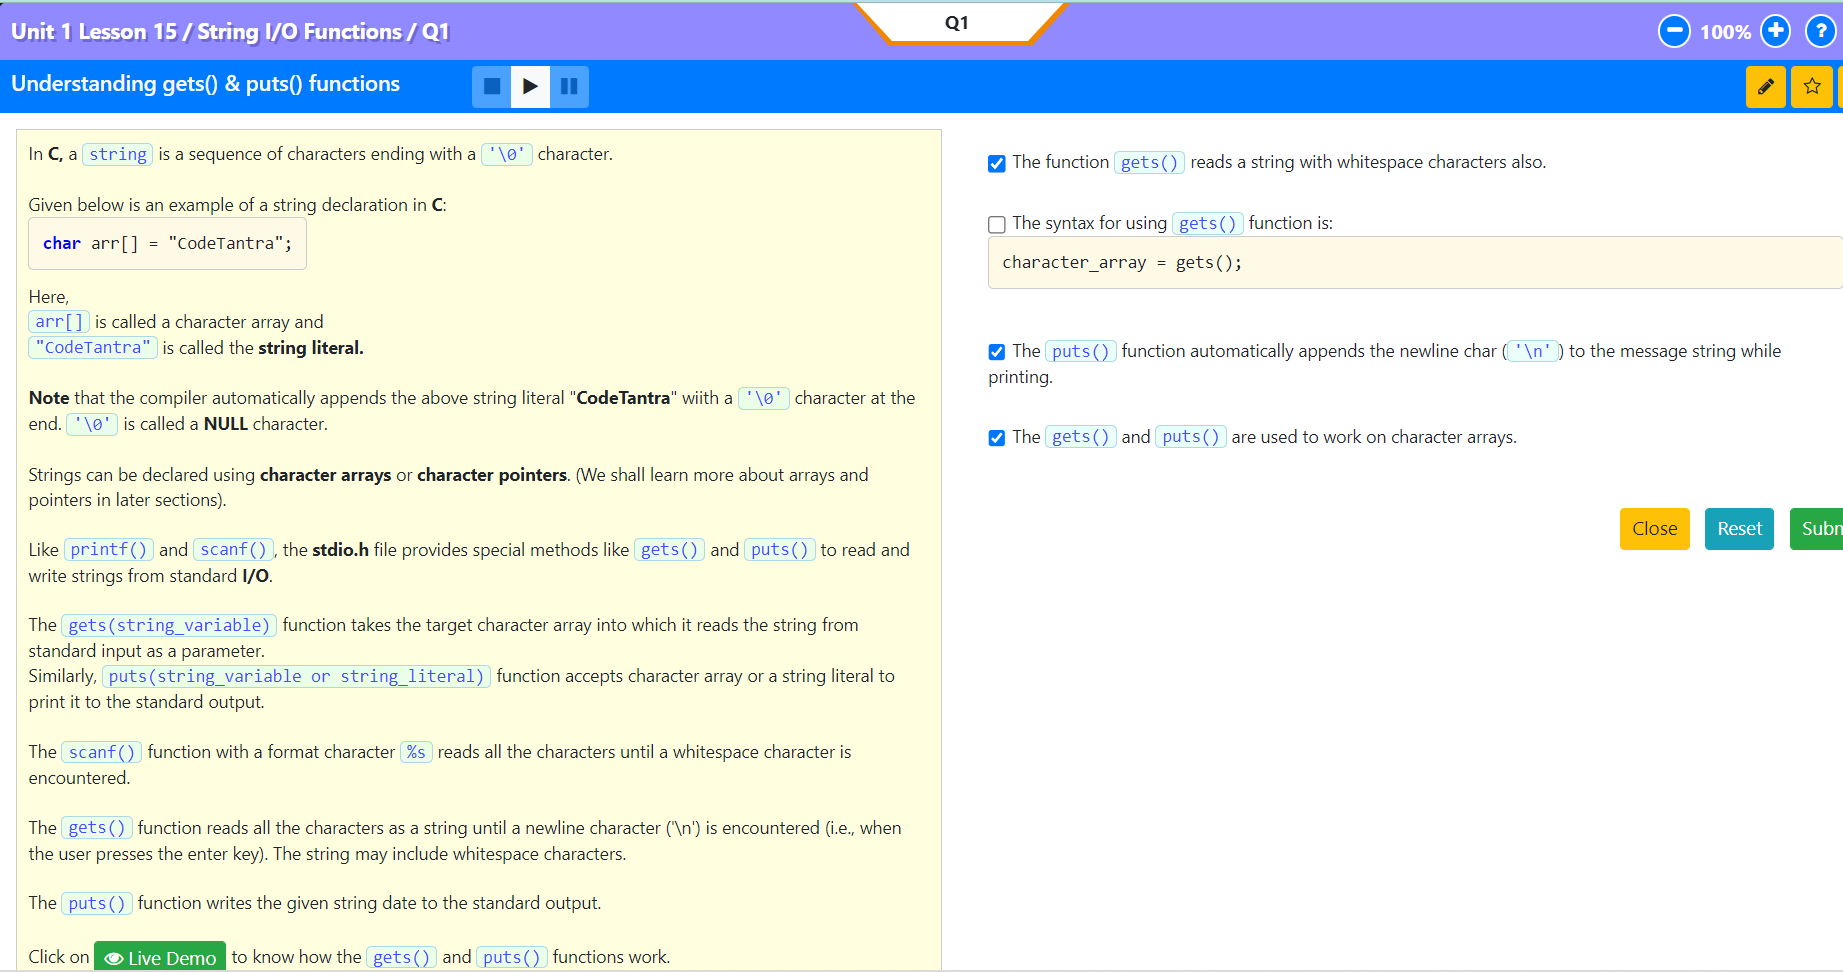 Unit 1 Lesson 15 / String I/O Functions / Q1
Q1
100%
?
Understanding gets() & puts() functions
In C, a string is a sequence of characters ending with a '\0' character.
Given below is an example of a string declaration in C:
char arr[] = "CodeTantra";
Here,
arr[] is called a character array and
"CodeTantra" is called the string literal.
Note that the compiler automatically appends the above string literal "CodeTantra" wiith a '\0' character at the
end. '\0' is called a NULL character.
Strings can be declared using character arrays or character pointers. (We shall learn more about arrays and
pointers in later sections).
Like printf() and scanf(), the stdio.h file provides special methods like gets() and puts() to read and
write strings from standard I/O.
The gets(string_variable) function takes the target character array into which it reads the string from
standard input as a parameter.
Similarly, puts(string_variable or string_literal) function accepts character array or a string literal to
print it to the standard output.
The scanf() function with a format character %s reads all the characters until a whitespace character is
encountered.
The gets() function reads all the characters as a string until a newline character ('\n') is encountered (i.e., when
the user presses the enter key). The string may include whitespace characters.
The puts() function writes the given string date to the standard output.
Click on Live Demo to know how the gets() and puts() functions work.
The function gets() reads a string with whitespace characters also.
The syntax for using gets() function is:
character_array = gets();
The puts() function automatically appends the newline char ('\n') to the message string while
printing.
The gets() and puts() are used to work on character arrays.
Close
Reset
Subm